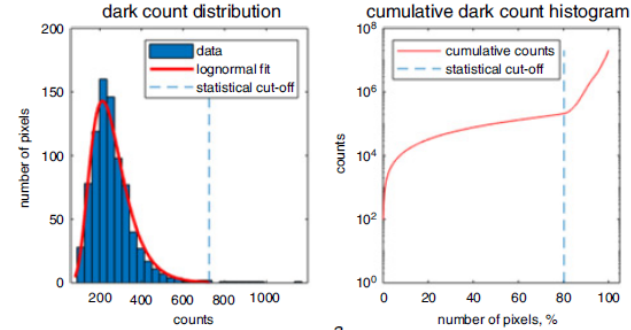 dark count distribution
200
150
100
50
0
number of pixels
data
lognormal fit
statistical cut-off
200 400 600 800 1000
counts
cumulative dark count histogram
10^8
10^6
10^4
10^2
10^0
counts
cumulative counts
statistical cut-off
0 20 40 60 80 100
number of pixels, %